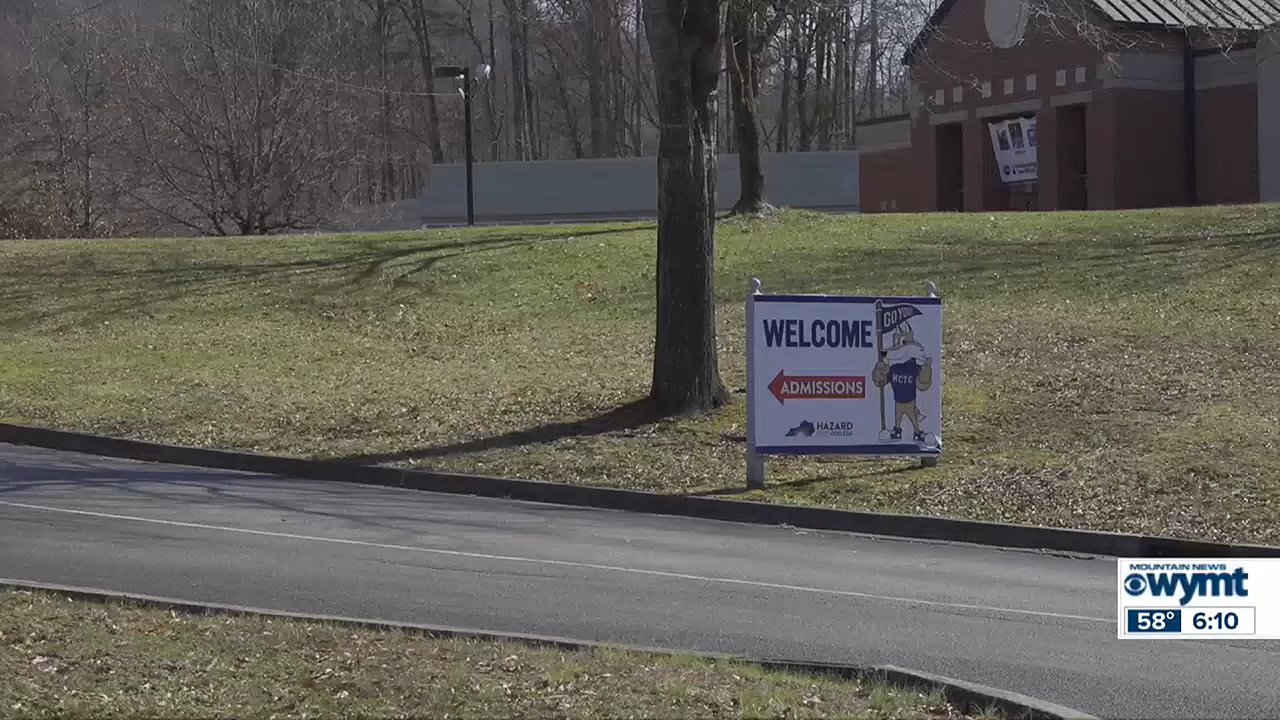 GO YOU!
WELCOME
ADMISSIONS
HCTC
HAZARD
COLLEGE
MOUNTAIN NEWS
wymt
58° 6:10